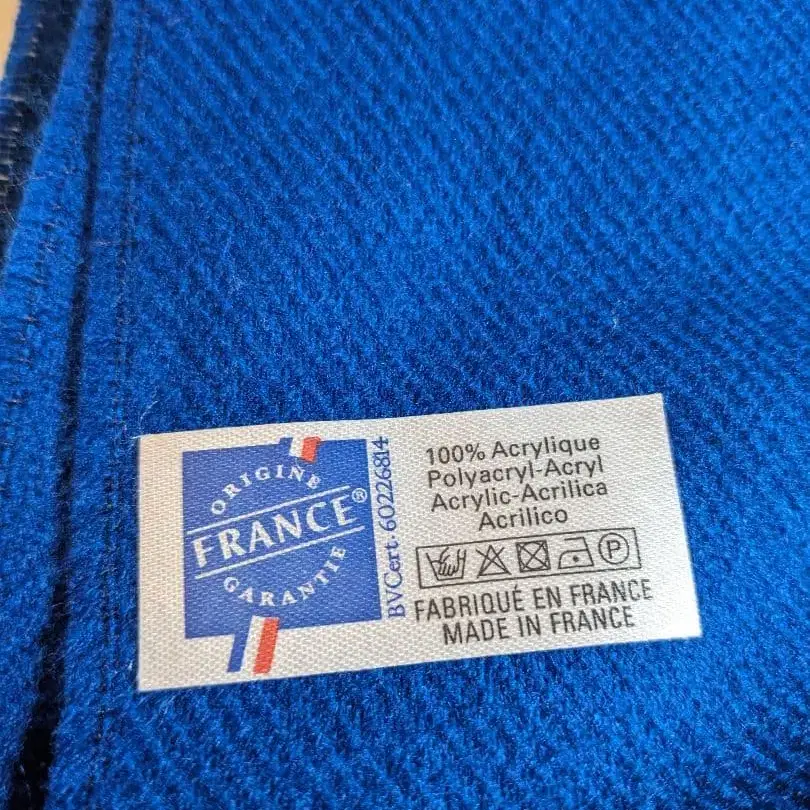 ORIGINE
FRANCE®
GARANTIE
BVCert. 60226814
100% Acrylique
Polyacryl-Acryl
Acrylic-Acrilica
Acrilico
P
FABRIQUÉ EN FRANCE
MADE IN FRANCE